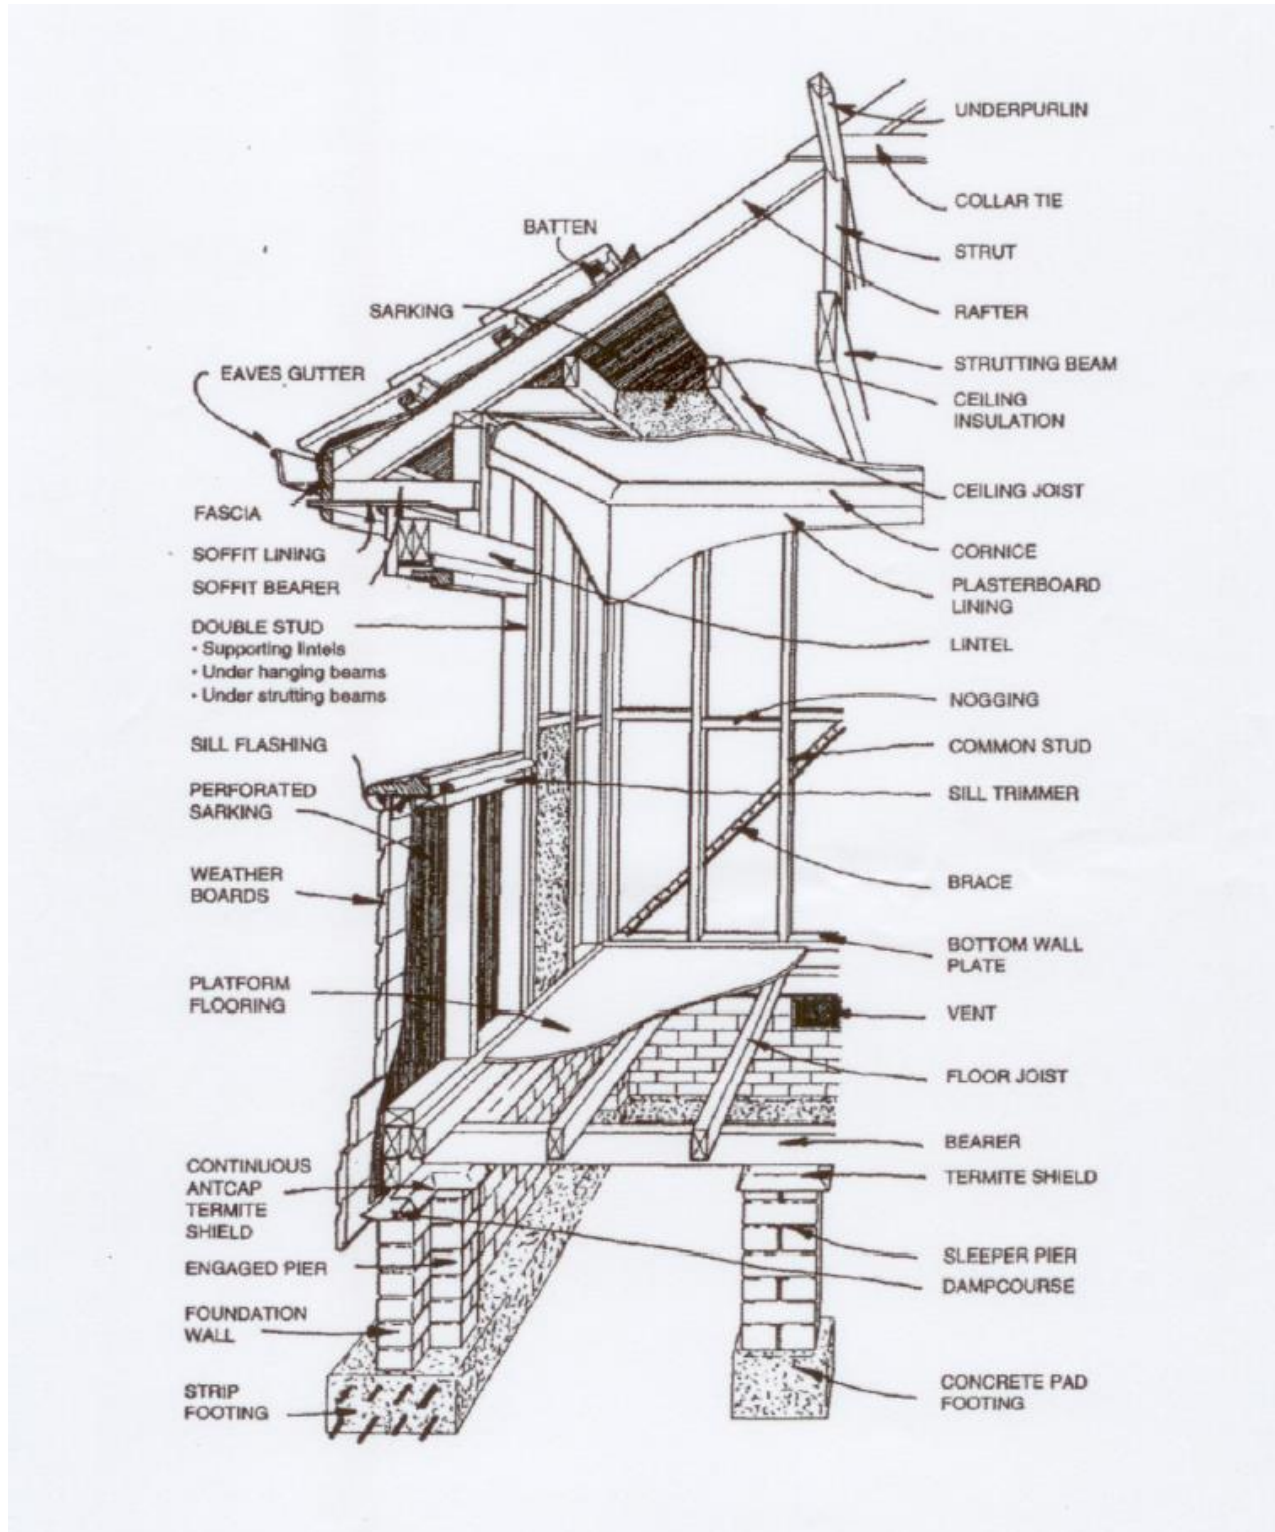 UNDERPURLIN
COLLAR TIE
BATTEN
STRUT
SARKING
RAFTER
EAVES GUTTER
STRUTTING BEAM
CEILING
INSULATION
CEILING JOIST
FASCIA
CORNICE
SOFFIT LINING
SOFFIT BEARER
PLASTERBOARD
LINING
DOUBLE STUD
• Supporting lintels
• Under hanging beams
• Under strutting beams
LINTEL
NOGGING
SILL FLASHING
COMMON STUD
PERFORATED
SARKING
SILL TRIMMER
WEATHER
BOARDS
BRACE
BOTTOM WALL
PLATE
PLATFORM
FLOORING
VENT
FLOOR JOIST
BEARER
CONTINUOUS
ANTCAP
TERMITE
SHIELD
TERMITE SHIELD
SLEEPER PIER
ENGAGED PIER
DAMPCOURSE
FOUNDATION
WALL
STRIP
FOOTING
CONCRETE PAD
FOOTING